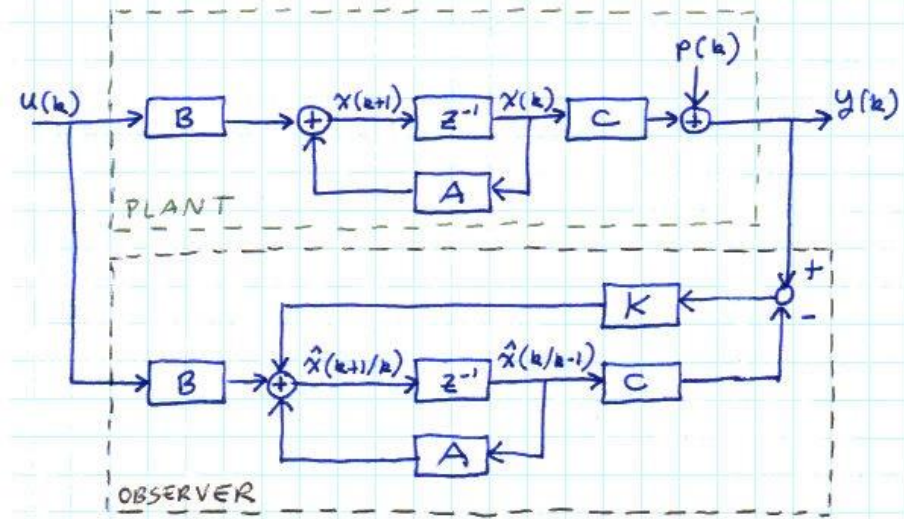 p(k)
u(k) B + x(k+1) z⁻¹ x(k) C + y(k)
A
PLANT
+
K
-
B + x̂(k+1/k) z⁻¹ x̂(k/k-1) C
A
OBSERVER